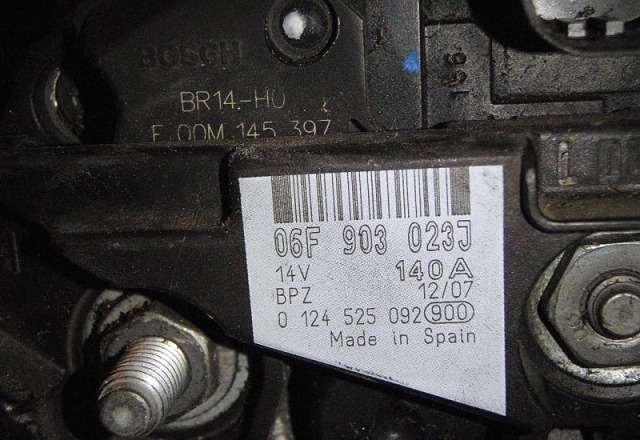 BOSCH
BR14-HO
F 00M 145 397
06F 903 023J
14V 140A
BPZ 12/07
0 124 525 092 900
Made in Spain